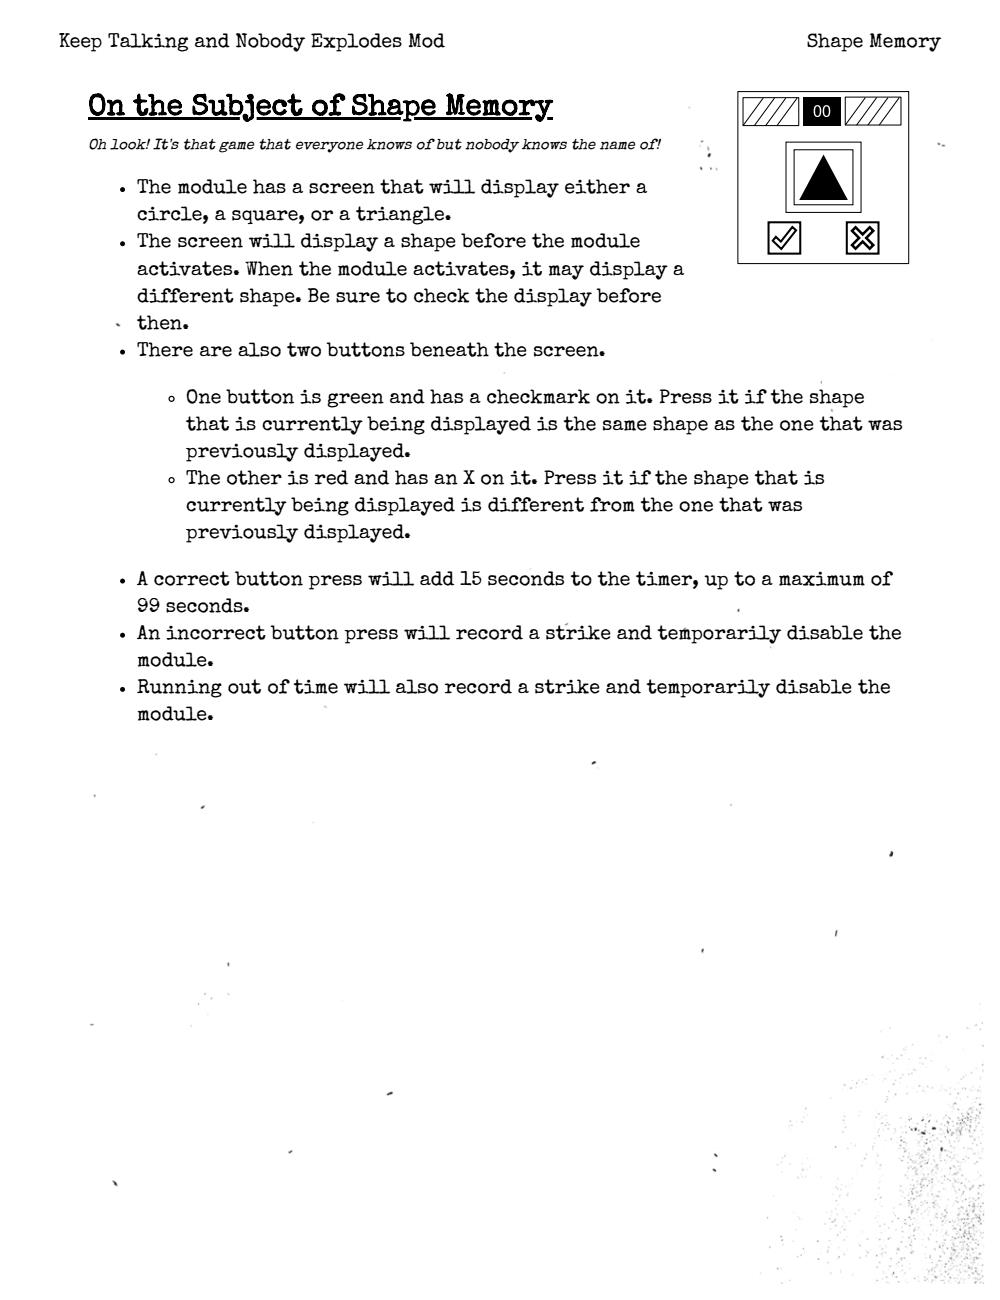 Keep Talking and Nobody Explodes Mod
Shape Memory
On the Subject of Shape Memory
Oh look! It's that game that everyone knows of but nobody knows the name of!
00
• The module has a screen that will display either a
circle, a square, or a triangle.
• The screen will display a shape before the module
activates. When the module activates, it may display a
different shape. Be sure to check the display before
then.
• There are also two buttons beneath the screen.
◦ One button is green and has a checkmark on it. Press it if the shape
that is currently being displayed is the same shape as the one that was
previously displayed.
◦ The other is red and has an X on it. Press it if the shape that is
currently being displayed is different from the one that was
previously displayed.
• A correct button press will add 15 seconds to the timer, up to a maximum of
99 seconds.
• An incorrect button press will record a strike and temporarily disable the
module.
• Running out of time will also record a strike and temporarily disable the
module.